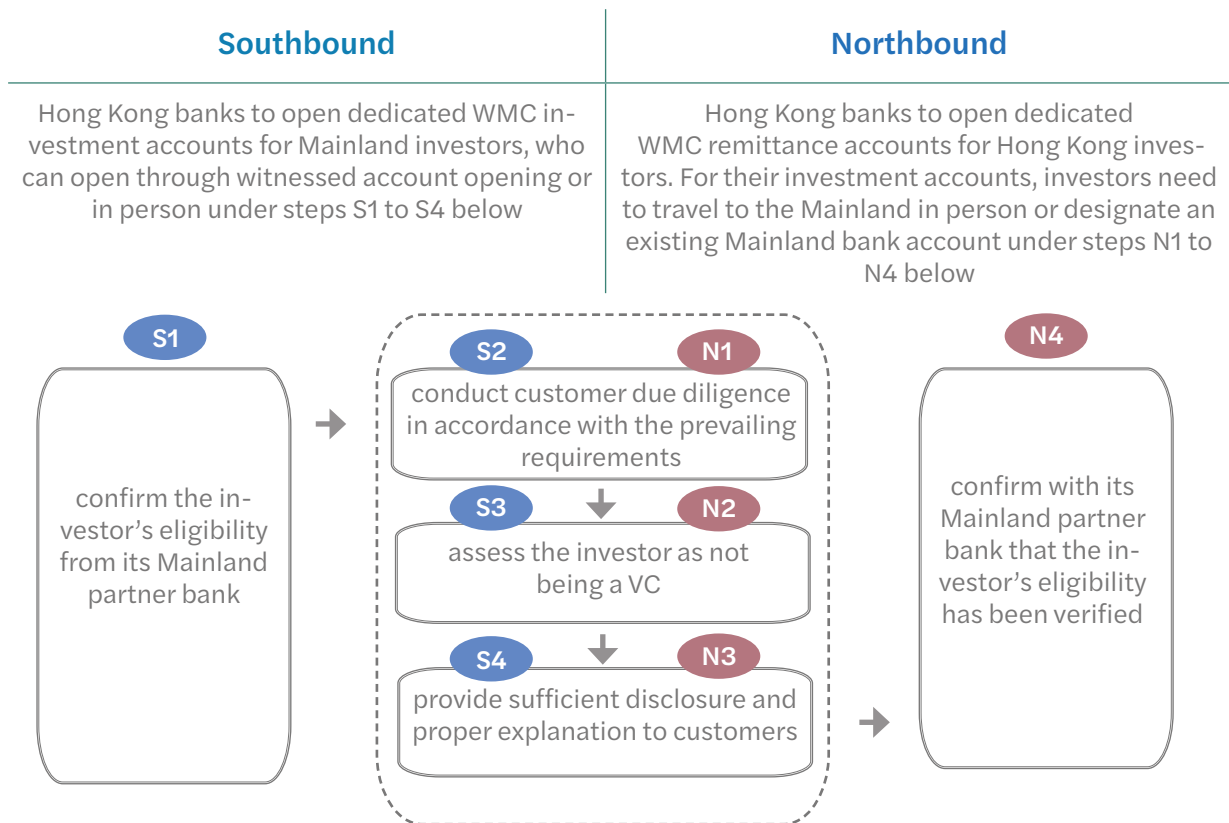 Southbound
Northbound
Hong Kong banks to open dedicated WMC in-
vestment accounts for Mainland investors, who
can open through witnessed account opening or
in person under steps S1 to S4 below
Hong Kong banks to open dedicated
WMC remittance accounts for Hong Kong inves-
tors. For their investment accounts, investors need
to travel to the Mainland in person or designate an
existing Mainland bank account under steps N1 to
N4 below
S1
confirm the in-
vestor's eligibility
from its Mainland
partner bank
S2
N1
conduct customer due diligence
in accordance with the prevailing
requirements
S3
N2
assess the investor as not
being a VC
S4
N3
provide sufficient disclosure and
proper explanation to customers
N4
confirm with its
Mainland partner
bank that the in-
vestor's eligibility
has been verified